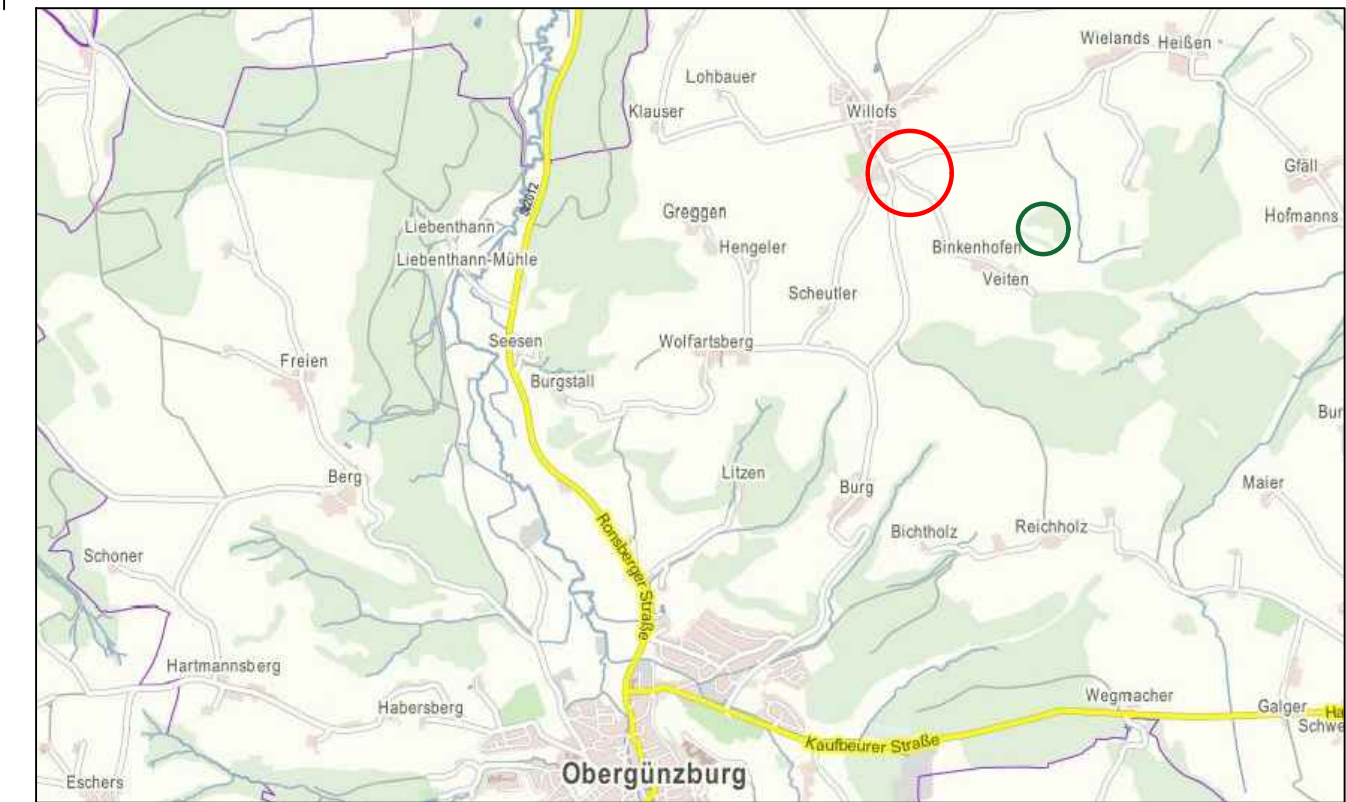 Wielands
Heißen
Lohbauer
Klauser
Willofs
Gfäll
St2012
Greggen
Hofmanns
Liebenthann
Hengeler
Binkenhofen
Liebenthann-Mühle
Veiten
Scheutler
Seesen
Wolfartsberg
Freien
Burgstall
Bur
Litzen
Berg
Burg
Maier
Ronsberger Straße
Bichtholz
Reichholz
Schoner
Hartmannsberg
Wegmacher
Habersberg
Galger
Ha
Schwe
Kaufbeurer Straße
Obergünzburg
Eschers